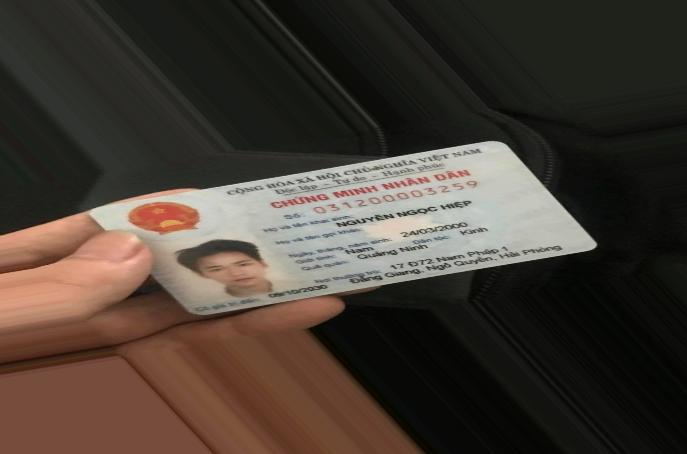 CỘNG HÒA XÃ HỘI CHỦ NGHĨA VIỆT NAM
Độc lập - Tự do - Hạnh phúc
CHỨNG MINH NHÂN DÂN
Số: 031200003259
Họ và tên khai sinh: NGUYỄN NGỌC HIỆP
Họ và tên gọi khác:
Ngày, tháng, năm sinh: 24/03/2000
Giới tính: Nam Dân tộc: Kinh
Quê quán: Quảng Ninh
Nơi thường trú: 17 Đ72 Nam Pháp 1
Đằng Giang, Ngô Quyền, Hải Phòng
Có giá trị đến: 09/10/2030